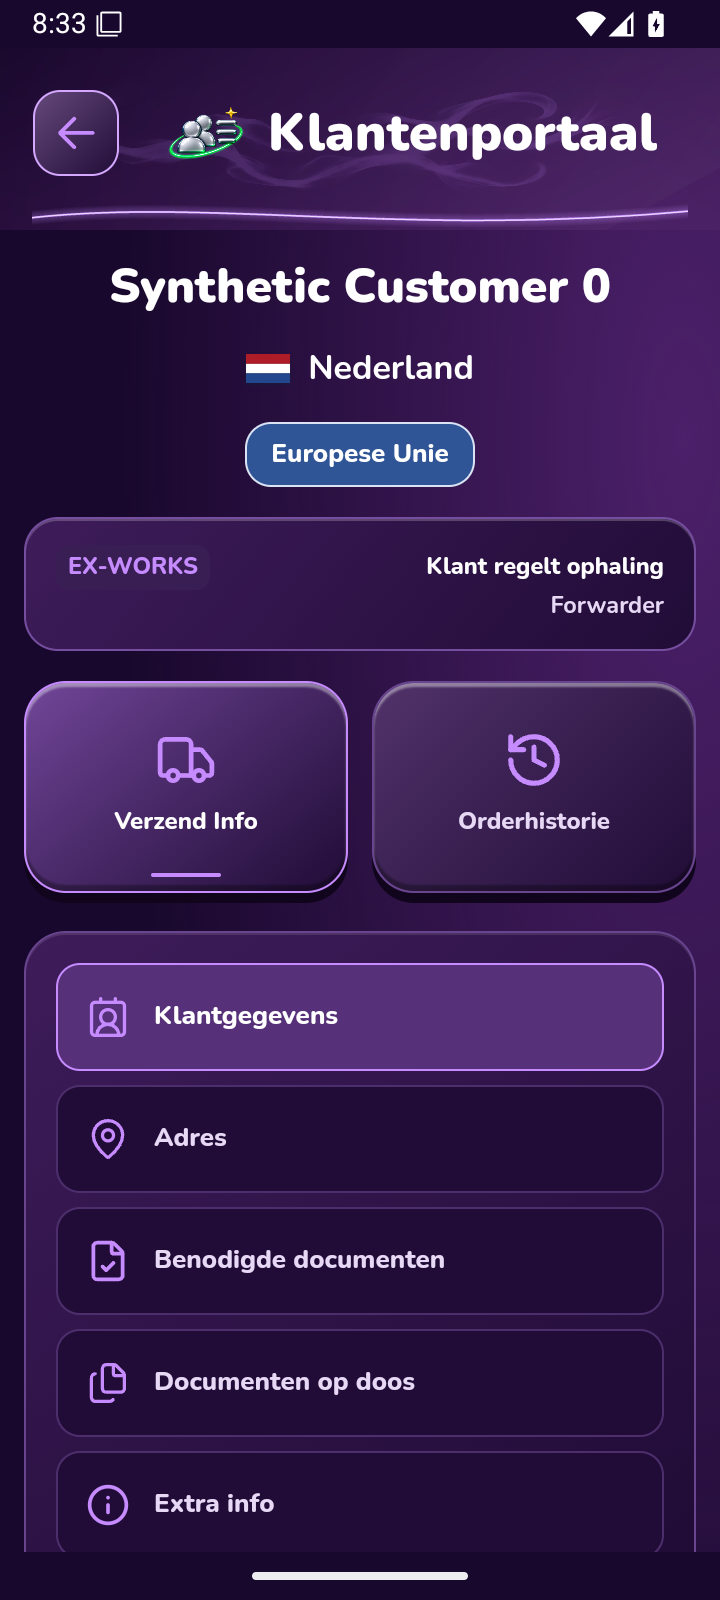 8:33
Klantenportaal
Synthetic Customer 0
Nederland
Europese Unie
EX-WORKS
Klant regelt ophaling
Forwarder
Verzend Info
Orderhistorie
Klantgegevens
Adres
Benodigde documenten
Documenten op doos
Extra info